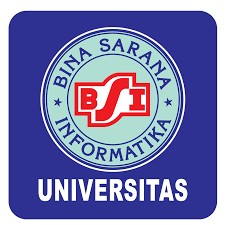 BINA SARANA
BSI
INFORMATIKA
UNIVERSITAS